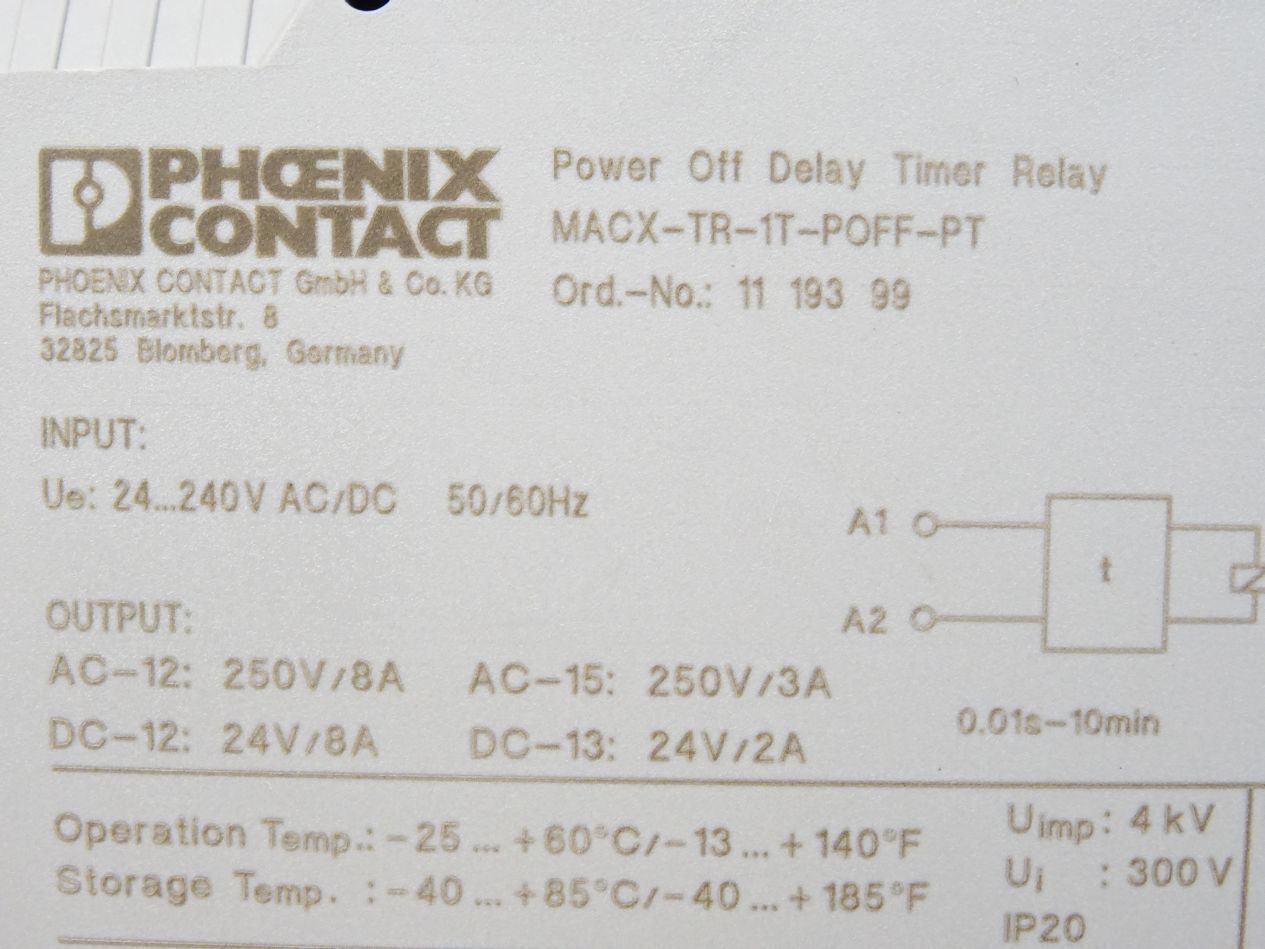 PHŒNIX
CONTACT
PHOENIX CONTACT GmbH & Co. KG
Flachsmarktstr. 8
32825 Blomberg, Germany
Power Off Delay Timer Relay
MACX-TR-1T-POFF-PT
Ord.-No.: 11 193 99
INPUT:
Ue: 24...240V AC/DC 50/60Hz
A1
t
A2
OUTPUT:
AC-12: 250V/8A AC-15: 250V/3A
DC-12: 24V/8A DC-13: 24V/2A
0.01s-10min
Operation Temp.: -25 ... +60°C/-13 ... +140°F
Storage Temp. : -40 ... +85°C/-40 ... +185°F
Uimp: 4 kV
Ui : 300 V
IP20